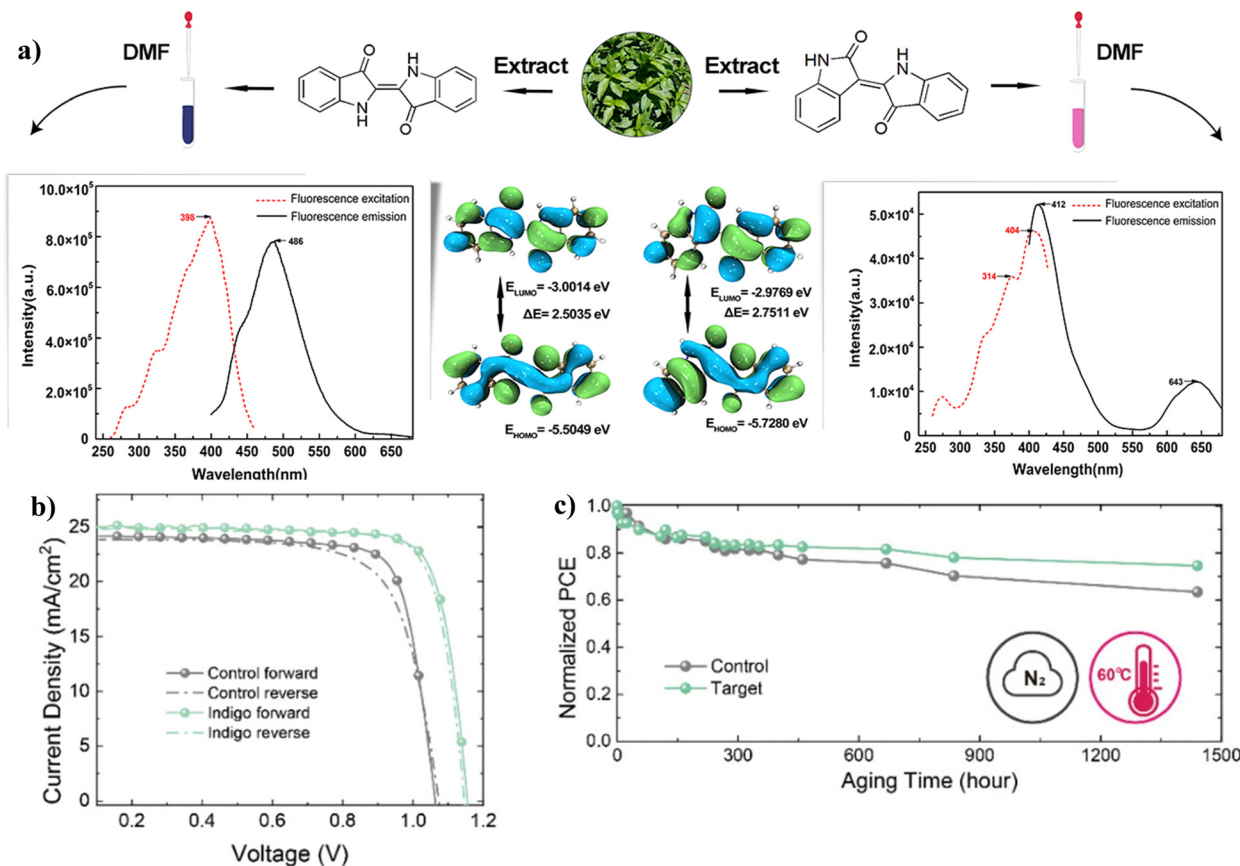 a)
DMF
Extract
Extract
DMF
O
H
N
N
H
O
HN
O
H
N
O
Intensity(a.u.)
10.0×10⁵
8.0×10⁵
6.0×10⁵
4.0×10⁵
2.0×10⁵
0
398
486
Fluorescence excitation
Fluorescence emission
250 300 350 400 450 500 550 600 650
Wavelength(nm)
E_LUMO= -3.0014 eV
ΔE= 2.5035 eV
E_HOMO= -5.5049 eV
E_LUMO= -2.9769 eV
ΔE= 2.7511 eV
E_HOMO= -5.7280 eV
Intensity(a.u.)
5.0×10⁴
4.0×10⁴
3.0×10⁴
2.0×10⁴
1.0×10⁴
0
412
404
314
643
Fluorescence excitation
Fluorescence emission
250 300 350 400 450 500 550 600 650
Wavelength(nm)
b)
Current Density (mA/cm²)
25
20
15
10
5
0
Control forward
Control reverse
Indigo forward
Indigo reverse
0.2 0.4 0.6 0.8 1.0 1.2
Voltage (V)
c)
Normalized PCE
1.0
0.8
0.6
0.4
0.2
0.0
Control
Target
N₂
60℃
0 300 600 900 1200 1500
Aging Time (hour)